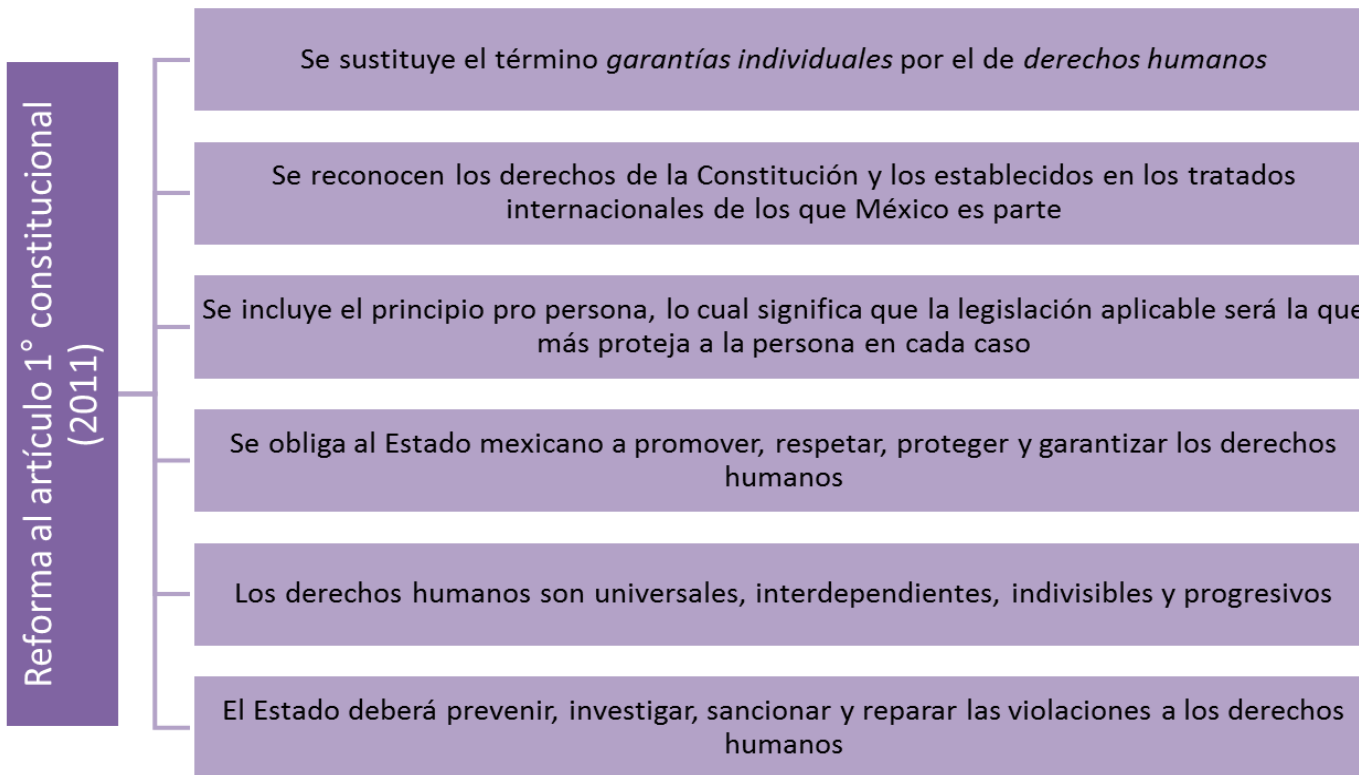 Reforma al artículo 1° constitucional
(2011)
Se sustituye el término garantías individuales por el de derechos humanos
Se reconocen los derechos de la Constitución y los establecidos en los tratados
internacionales de los que México es parte
Se incluye el principio pro persona, lo cual significa que la legislación aplicable será la que
más proteja a la persona en cada caso
Se obliga al Estado mexicano a promover, respetar, proteger y garantizar los derechos
humanos
Los derechos humanos son universales, interdependientes, indivisibles y progresivos
El Estado deberá prevenir, investigar, sancionar y reparar las violaciones a los derechos
humanos